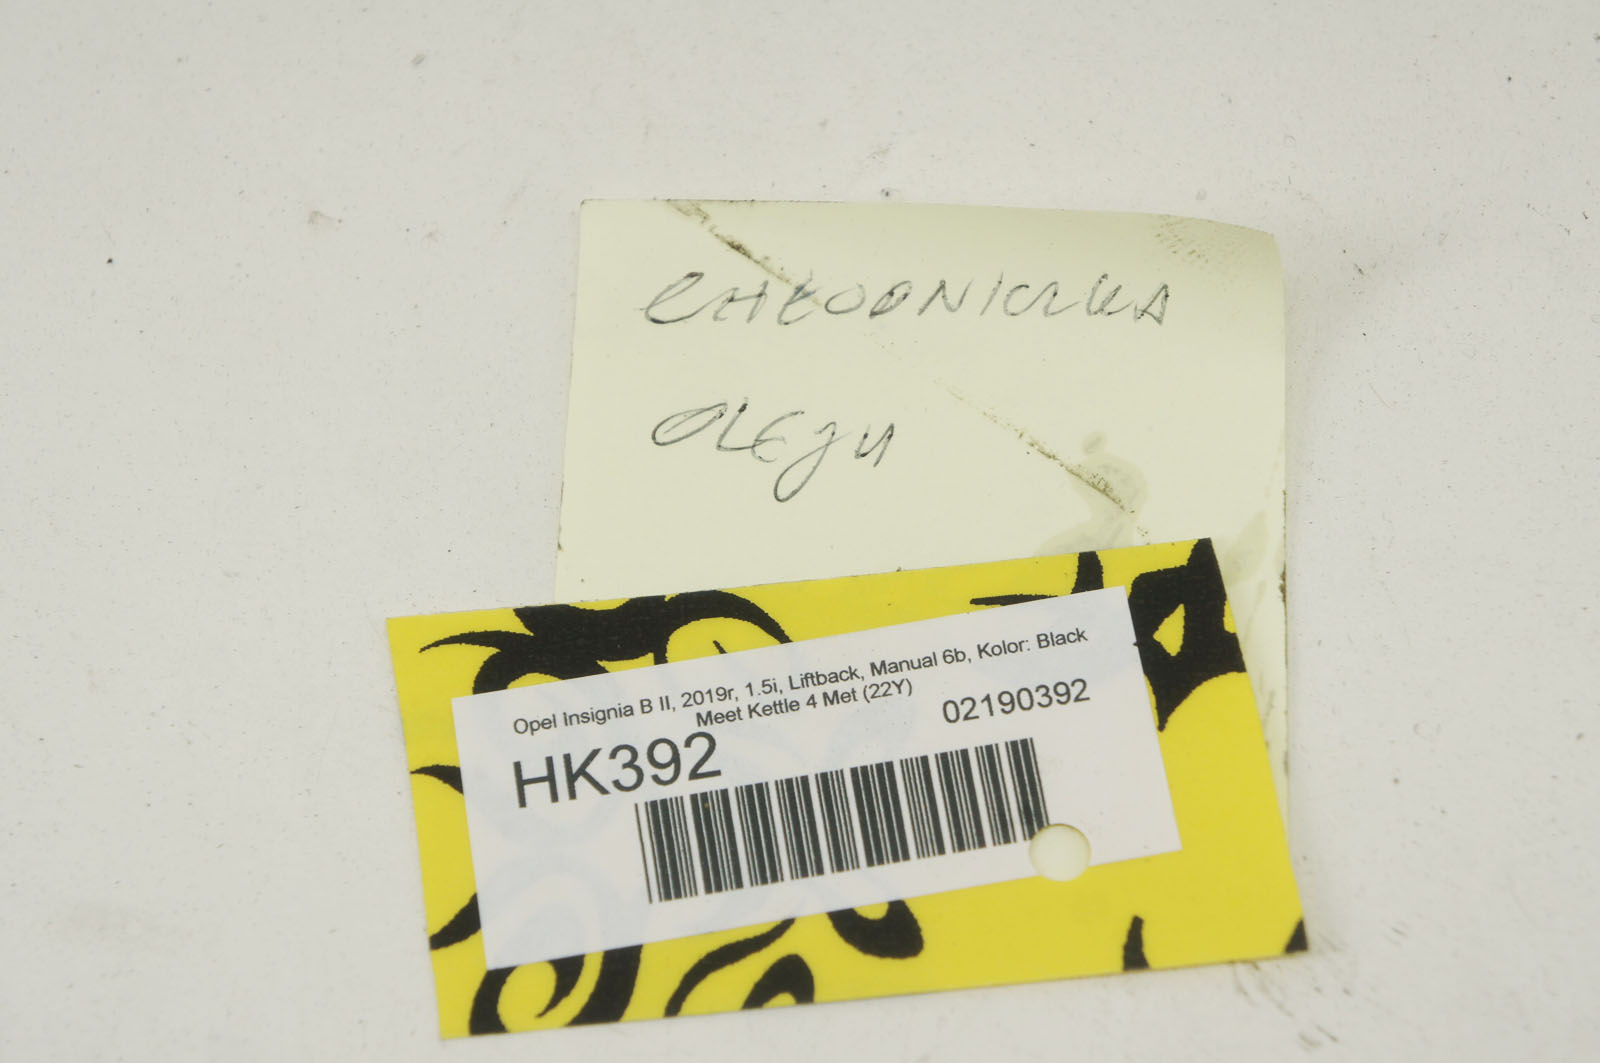 CHŁODNICZKA
OLEJU
Opel Insignia B II, 2019r, 1.5i, Liftback, Manual 6b, Kolor: Black
Meet Kettle 4 Met (22Y)
02190392
HK392